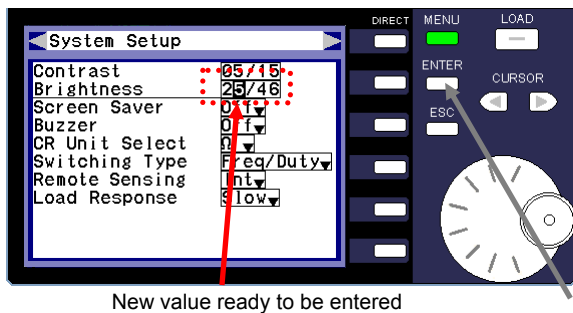 DIRECT MENU LOAD
System Setup
ENTER
Contrast 05/15
CURSOR
Brightness 25/46
Screen Saver Off
ESC
Buzzer Off
CR Unit Select Ω
Switching Type Freq/Duty
Remote Sensing Int
Load Response Slow
New value ready to be entered